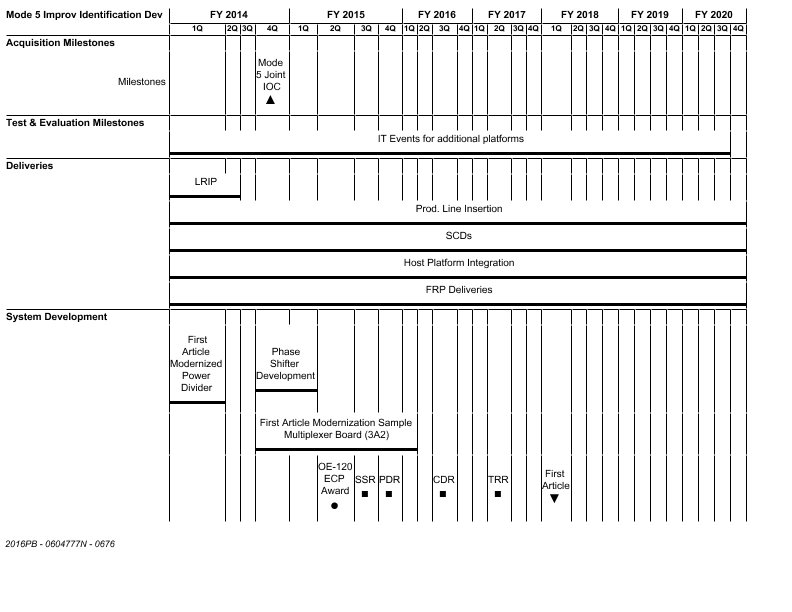 Mode 5 Improv Identification Dev FY 2014 FY 2015 FY 2016 FY 2017 FY 2018 FY 2019 FY 2020
1Q 2Q 3Q 4Q 1Q 2Q 3Q 4Q 1Q 2Q 3Q 4Q 1Q 2Q 3Q 4Q 1Q 2Q 3Q 4Q 1Q 2Q 3Q 4Q 1Q 2Q 3Q 4Q
Acquisition Milestones
Milestones
Mode
5 Joint
IOC
Test & Evaluation Milestones
IT Events for additional platforms
Deliveries
LRIP
Prod. Line Insertion
SCDs
Host Platform Integration
FRP Deliveries
System Development
First
Article
Modernized
Power
Divider
Phase
Shifter
Development
First Article Modernization Sample
Multiplexer Board (3A2)
OE-120
ECP
Award
SSR
PDR
CDR
TRR
First
Article
2016PB - 0604777N - 0676